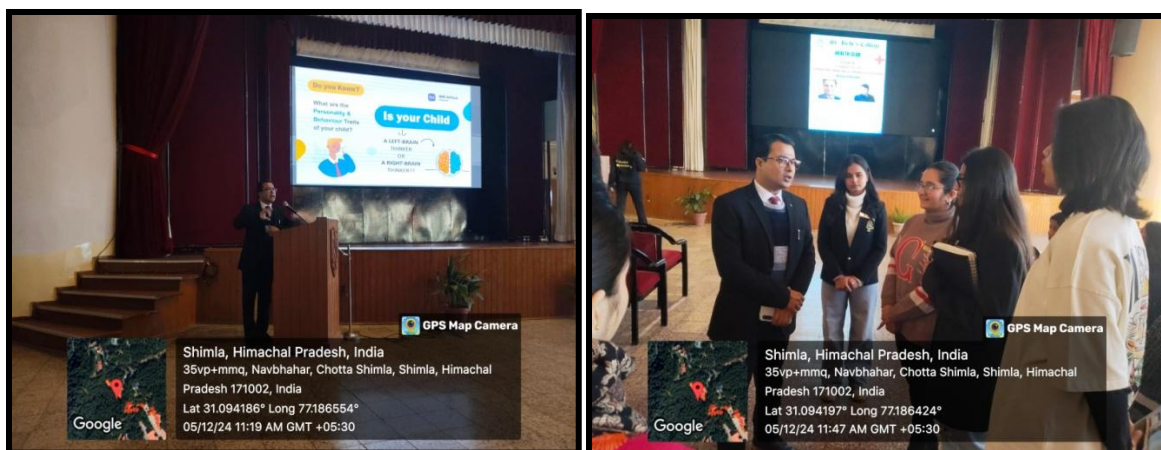 Do you Know?
What are the
Personality &
Behaviour Traits
of your child?
Is your Child
A LEFT-BRAIN
THINKER
OR
A RIGHT-BRAIN
THINKER??
GPS Map Camera
Shimla, Himachal Pradesh, India
35vp+mmq, Navbhahar, Chotta Shimla, Shimla, Himachal
Pradesh 171002, India
Lat 31.094186° Long 77.186554°
05/12/24 11:19 AM GMT +05:30
Google
HEALTH CLUB
GPS Map Camera
Shimla, Himachal Pradesh, India
35vp+mmq, Navbhahar, Chotta Shimla, Shimla, Himachal
Pradesh 171002, India
Lat 31.094197° Long 77.186424°
05/12/24 11:47 AM GMT +05:30
Google